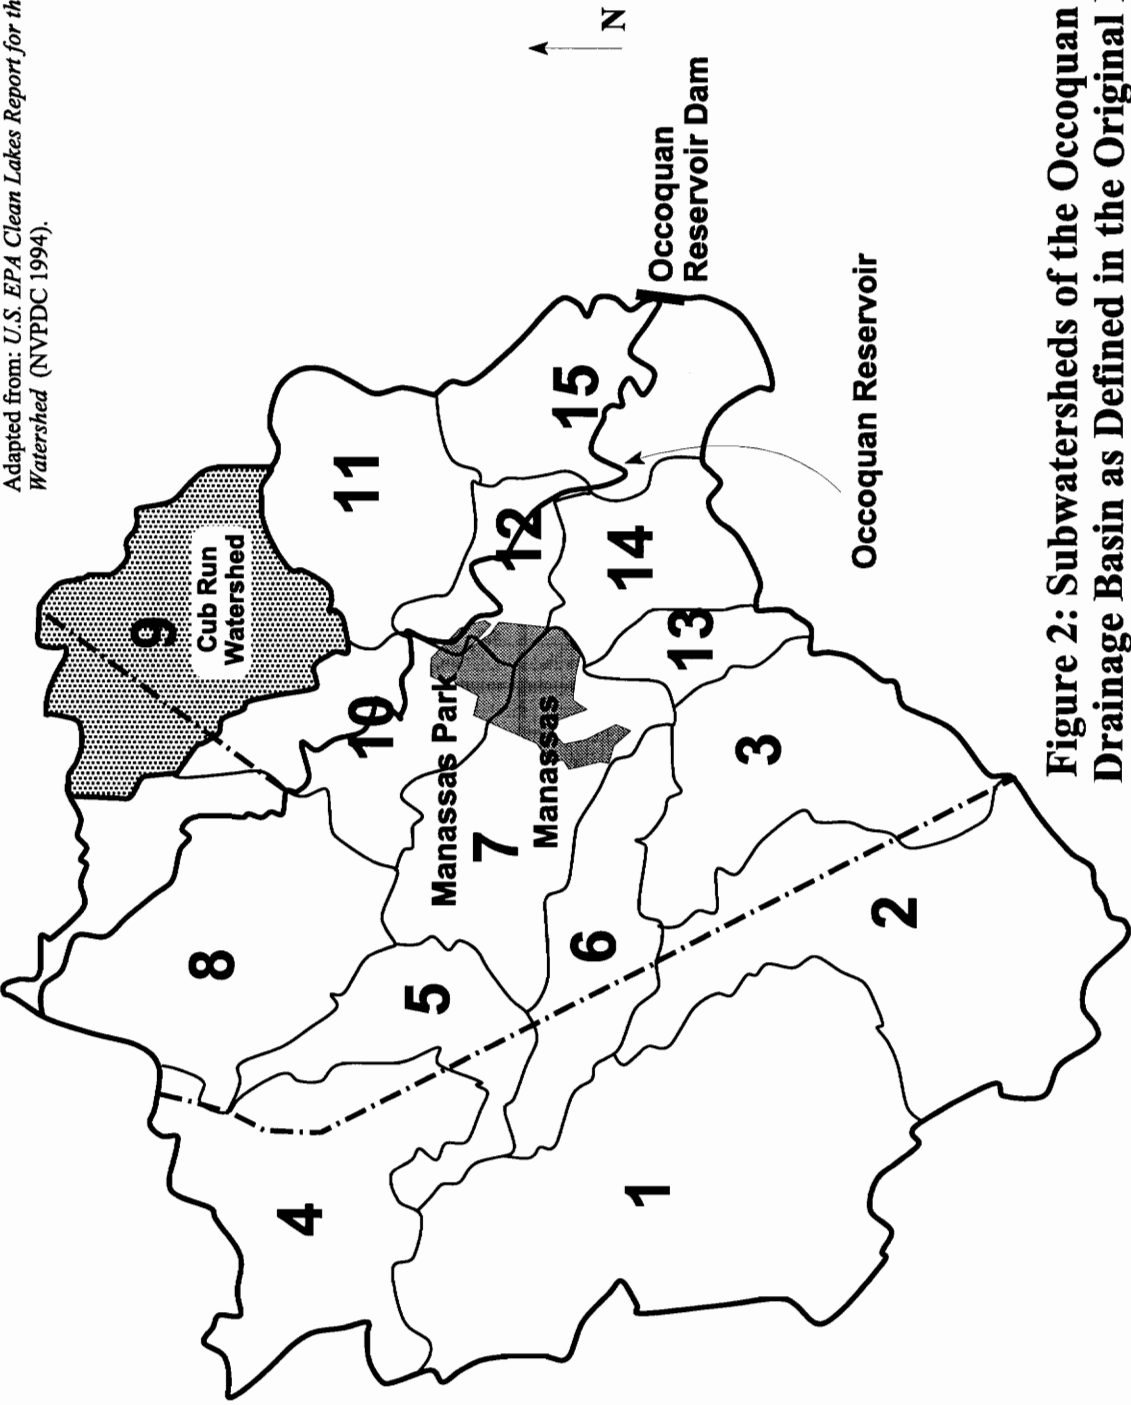 Adapted from: U.S. EPA Clean Lakes Report for th
Watershed (NVPDC 1994).
N
9
Cub Run
Watershed
11
8
10
15
12
Occoquan
Reservoir Dam
Manassas Park
5
7
14
4
Manassas
13
6
3
1
2
Occoquan Reservoir
Figure 2: Subwatersheds of the Occoquan
Drainage Basin as Defined in the Original